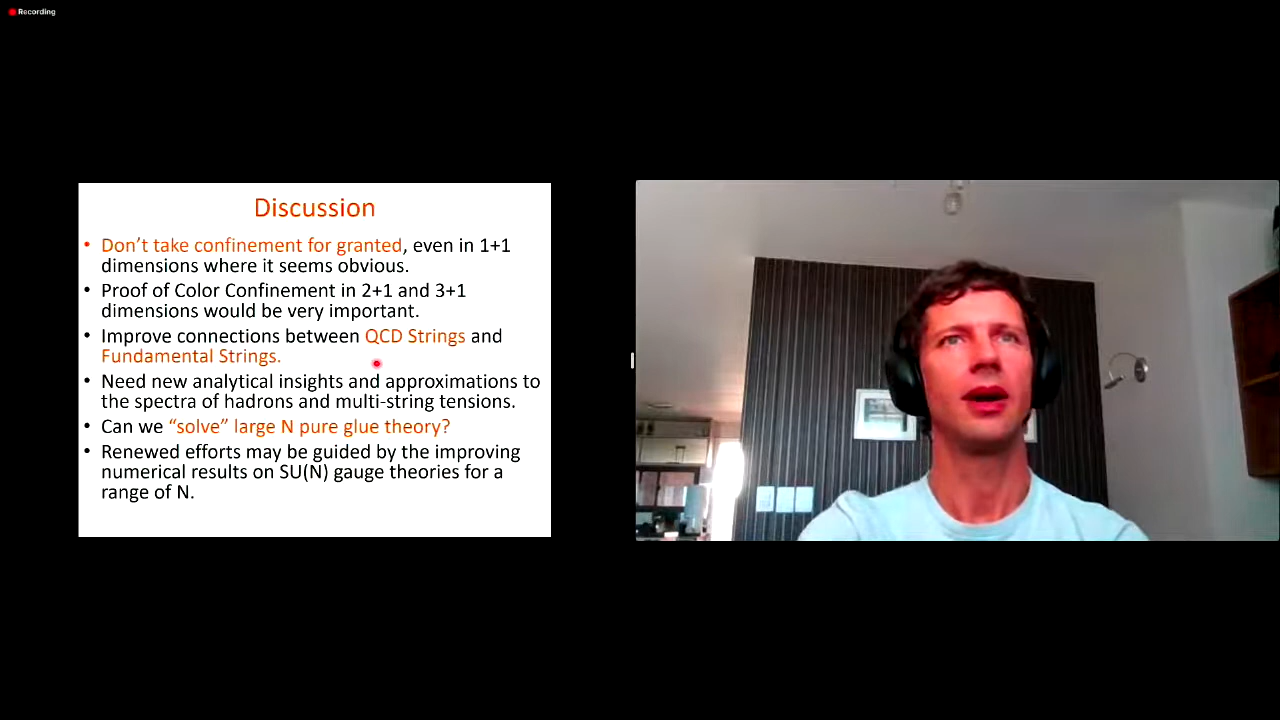 Recording
Discussion
• Don't take confinement for granted, even in 1+1
dimensions where it seems obvious.
• Proof of Color Confinement in 2+1 and 3+1
dimensions would be very important.
• Improve connections between QCD Strings and
Fundamental Strings.
• Need new analytical insights and approximations to
the spectra of hadrons and multi-string tensions.
• Can we “solve” large N pure glue theory?
• Renewed efforts may be guided by the improving
numerical results on SU(N) gauge theories for a
range of N.